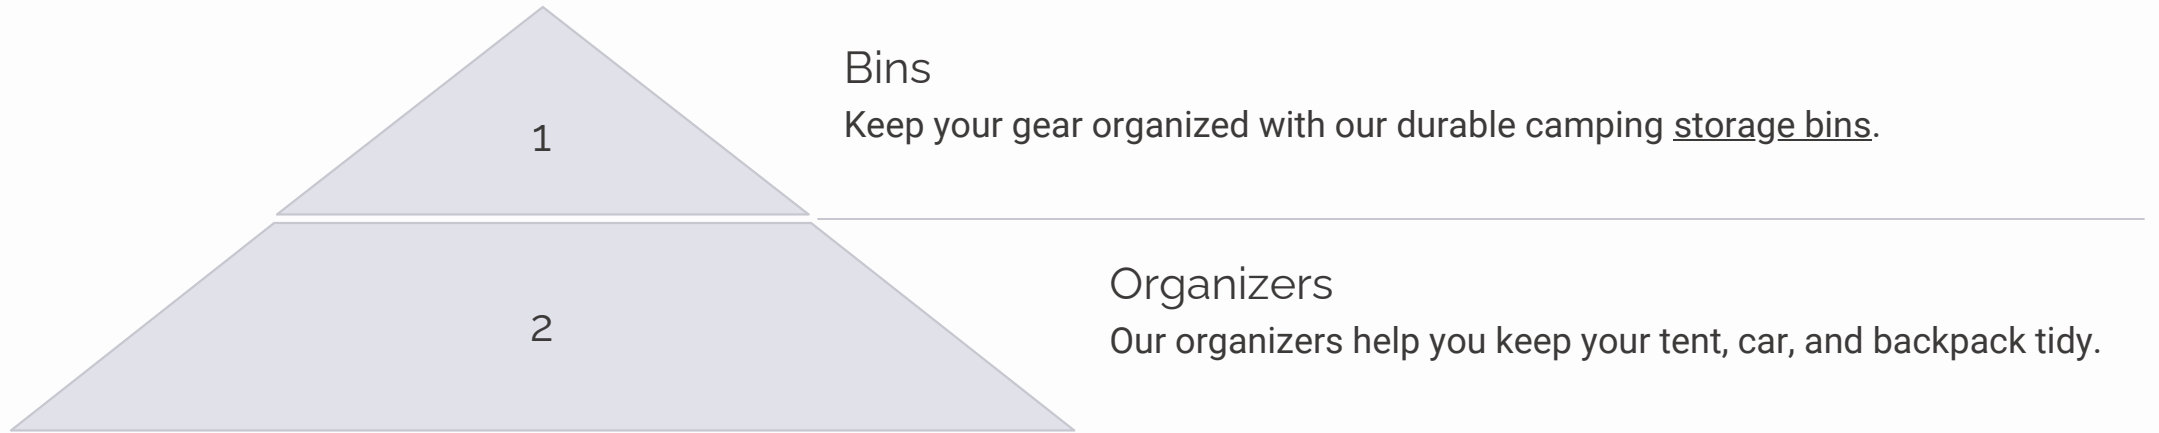 1
Bins
Keep your gear organized with our durable camping storage bins.
2
Organizers
Our organizers help you keep your tent, car, and backpack tidy.